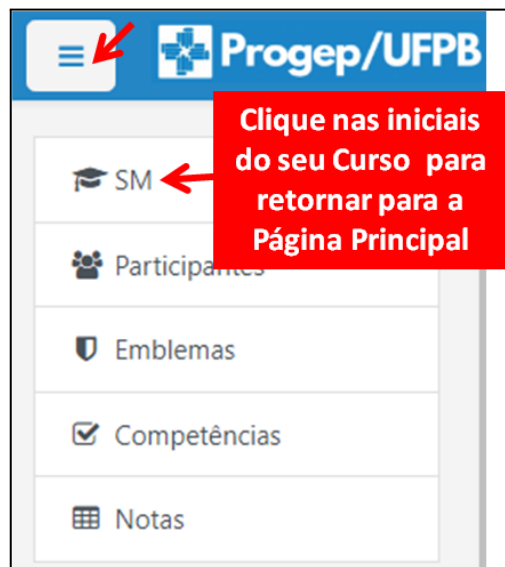 Progep/UFPB
Clique nas iniciais
do seu Curso para
retornar para a
Página Principal
SM
Participantes
Emblemas
Competências
Notas